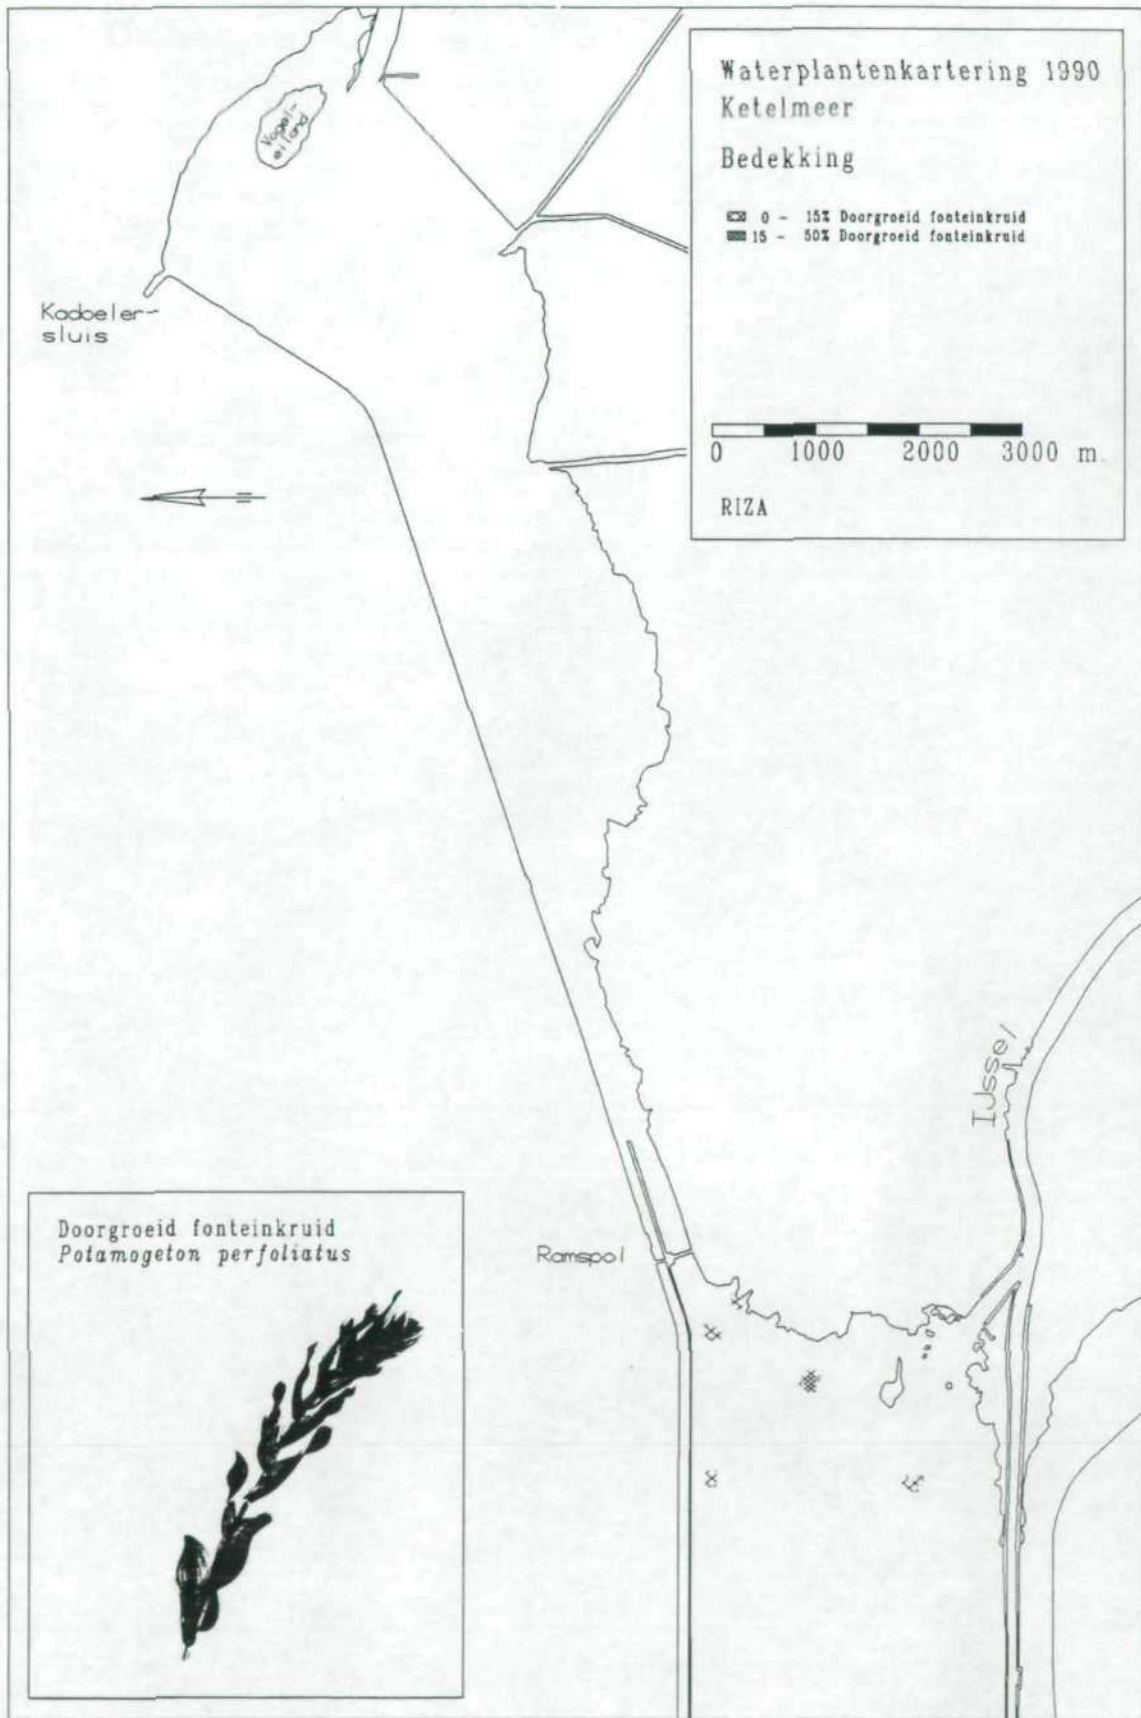 Waterplantenkartering 1990
Ketelmeer
Bedekking
0 - 15% Doorgroeid fonteinkruid
15 - 50% Doorgroeid fonteinkruid
0 1000 2000 3000 m.
RIZA
Vogel-
eiland
Kadoeler-
sluis
IJssel
Ramspol
Doorgroeid fonteinkruid
Potamogeton perfoliatus